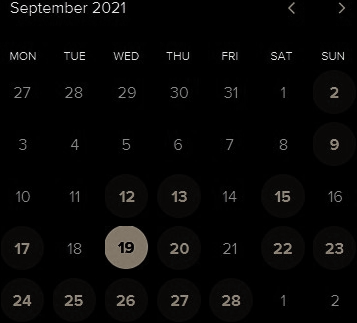 September 2021
MON TUE WED THU FRI SAT SUN
27 28 29 30 31 1 2
3 4 5 6 7 8 9
10 11 12 13 14 15 16
17 18 19 20 21 22 23
24 25 26 27 28 1 2